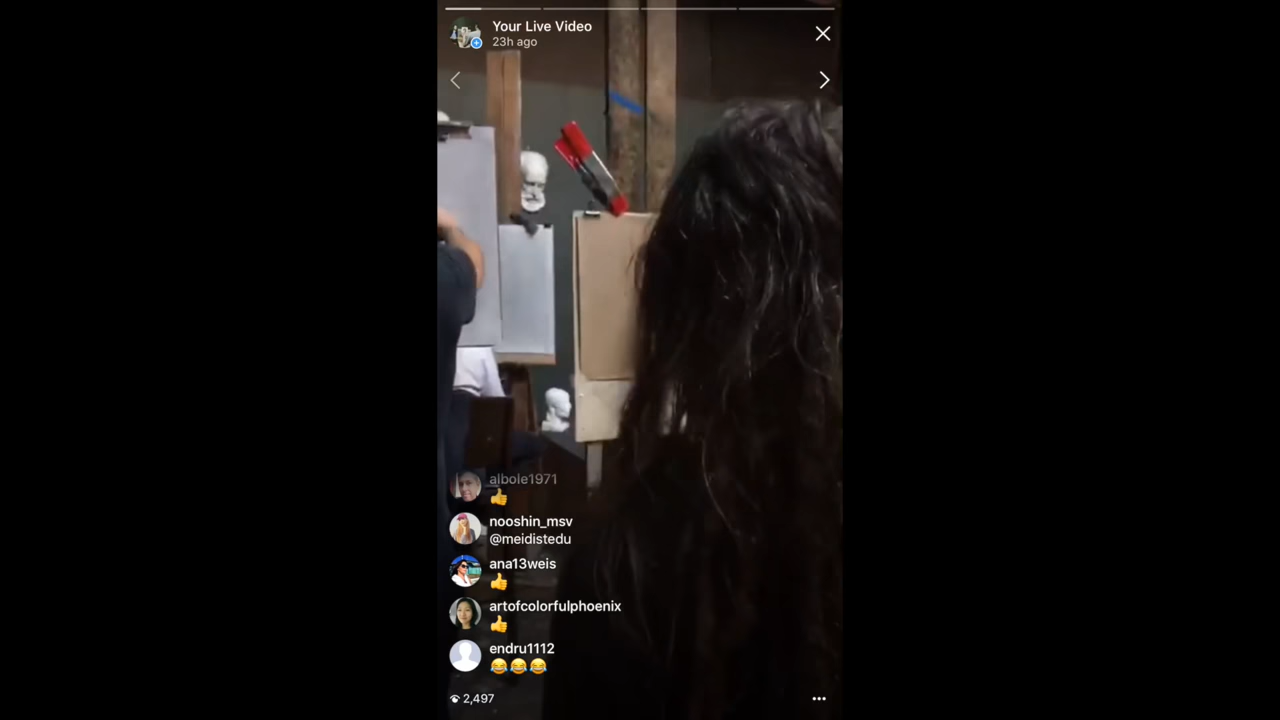 Your Live Video
23h ago
albole1971
👍
nooshin_msv
@meidistedu
ana13weis
👍
artofcolorfulphoenix
👍
endru1112
😂😂😂
2,497